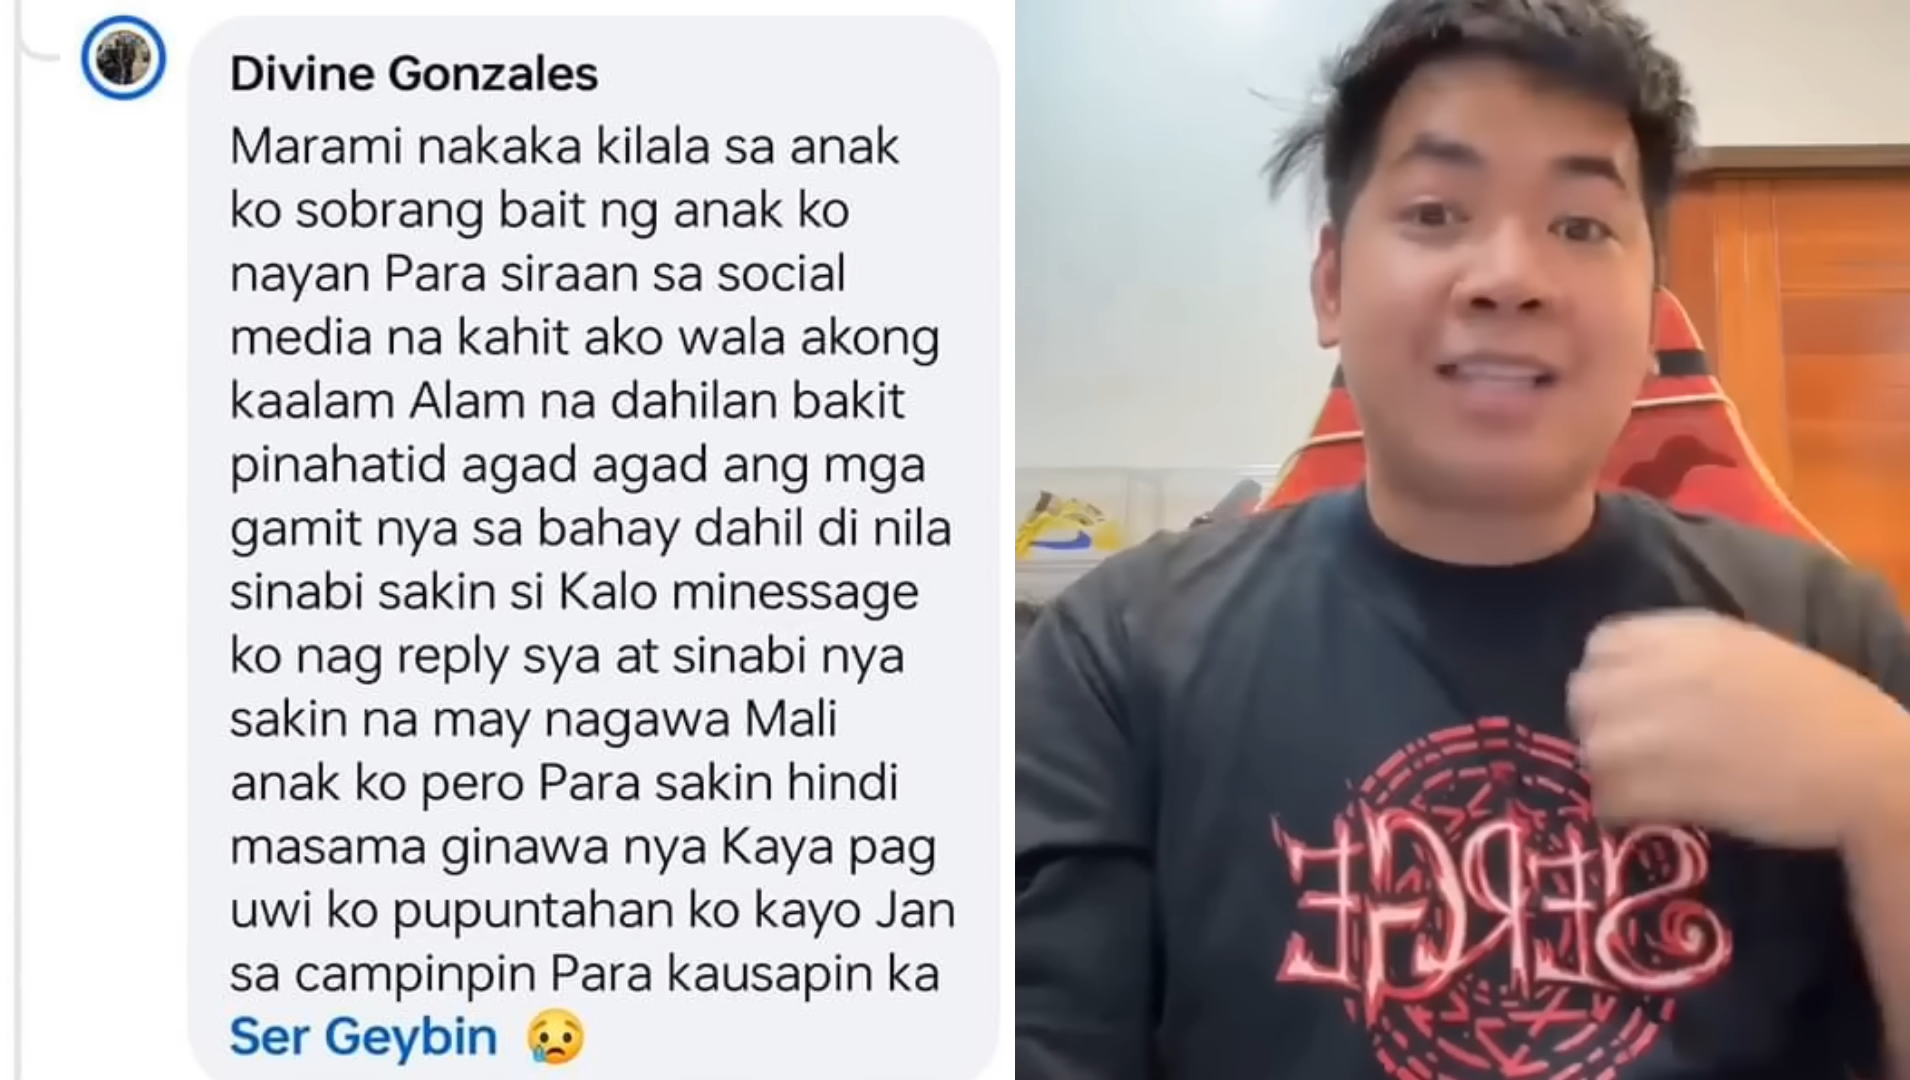 Divine Gonzales
Marami nakaka kilala sa anak
ko sobrang bait ng anak ko
nayan Para siraan sa social
media na kahit ako wala akong
kaalam Alam na dahilan bakit
pinahatid agad agad ang mga
gamit nya sa bahay dahil di nila
sinabi sakin si Kalo minessage
ko nag reply sya at sinabi nya
sakin na may nagawa Mali
anak ko pero Para sakin hindi
masama ginawa nya Kaya pag
uwi ko pupuntahan ko kayo Jan
sa campinpin Para kausapin ka
Ser Geybin 😢
SERGE